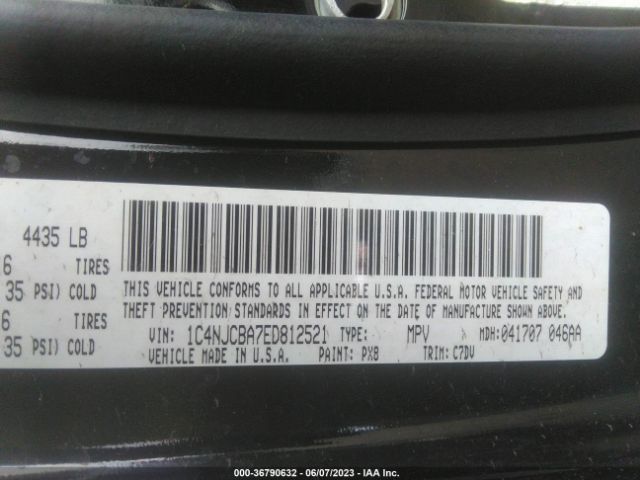 4435 LB
6 TIRES
35 PSI) COLD
6 TIRES
35 PSI) COLD
THIS VEHICLE CONFORMS TO ALL APPLICABLE U.S.A. FEDERAL MOTOR VEHICLE SAFETY AND
THEFT PREVENTION STANDARDS IN EFFECT ON THE DATE OF MANUFACTURE SHOWN ABOVE.
VIN: 1C4NJCBA7ED812521 TYPE: MPV MDH:041707 046AA
VEHICLE MADE IN U.S.A. PAINT: PX8 TRIM: C7DV
000-36790632 - 06/07/2023 - IAA Inc.